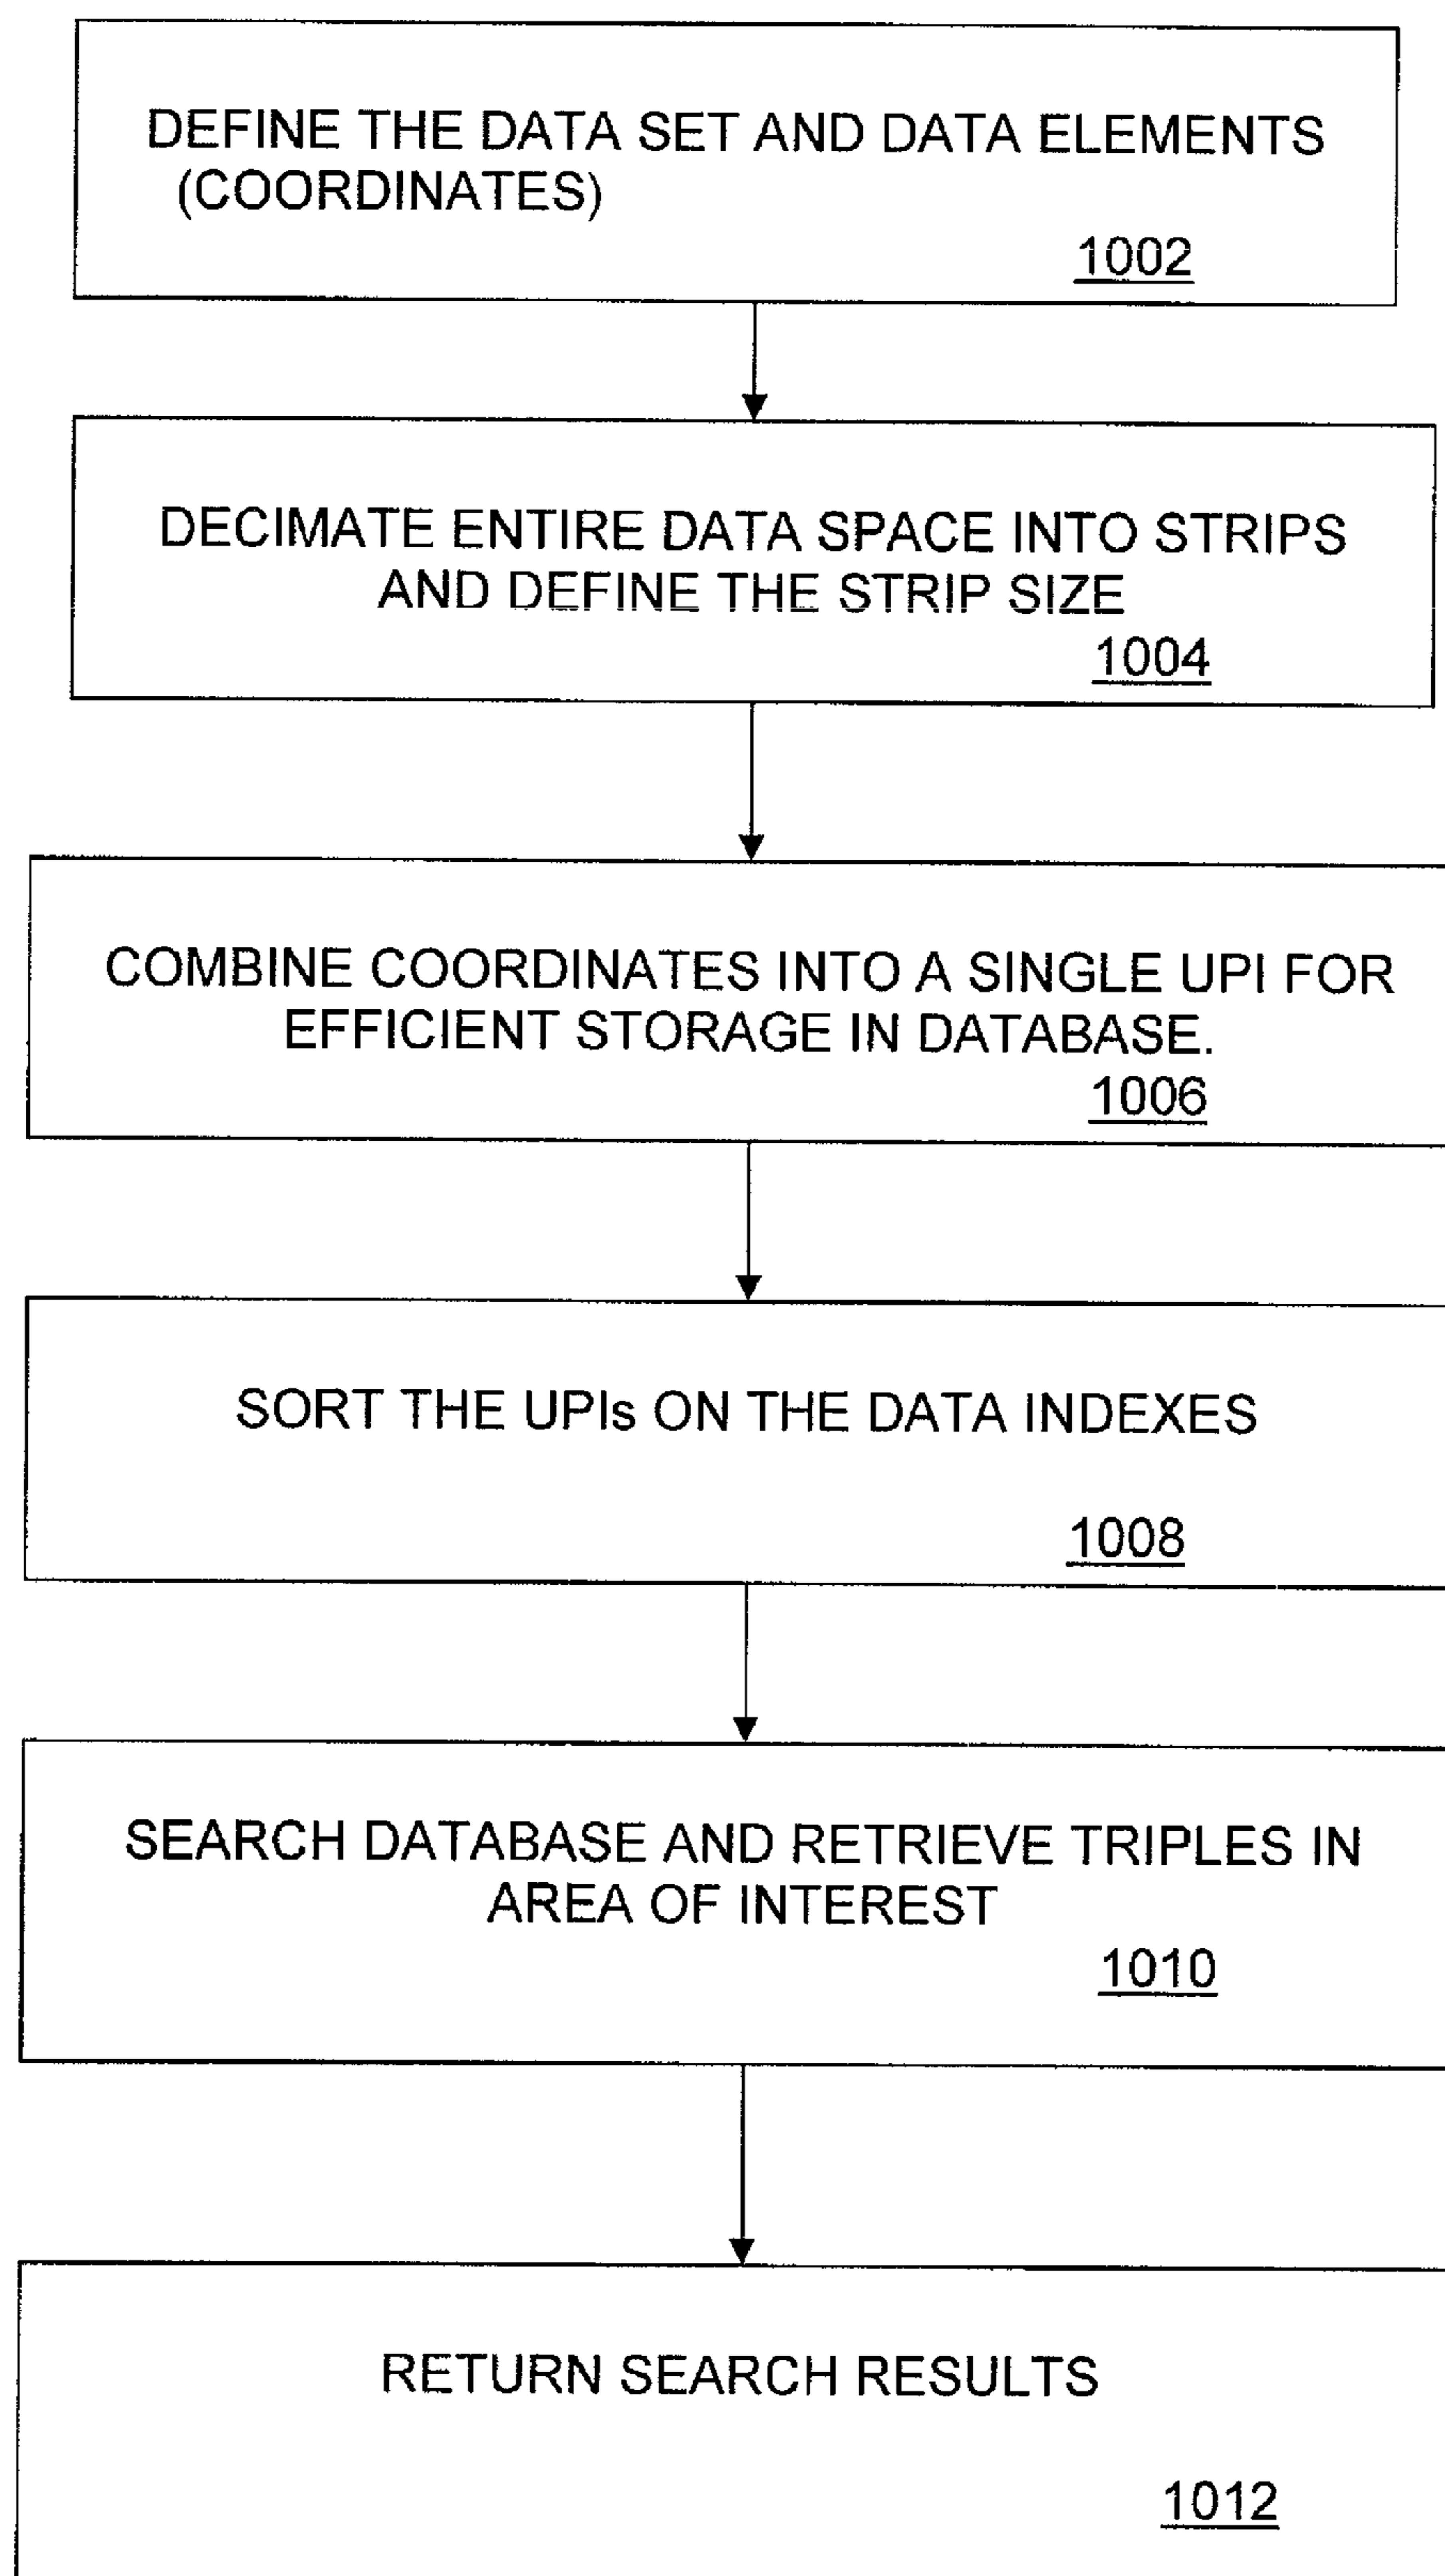 DEFINE THE DATA SET AND DATA ELEMENTS
(COORDINATES)
1002
DECIMATE ENTIRE DATA SPACE INTO STRIPS
AND DEFINE THE STRIP SIZE
1004
COMBINE COORDINATES INTO A SINGLE UPI FOR
EFFICIENT STORAGE IN DATABASE.
1006
SORT THE UPIs ON THE DATA INDEXES
1008
SEARCH DATABASE AND RETRIEVE TRIPLES IN
AREA OF INTEREST
1010
RETURN SEARCH RESULTS
1012